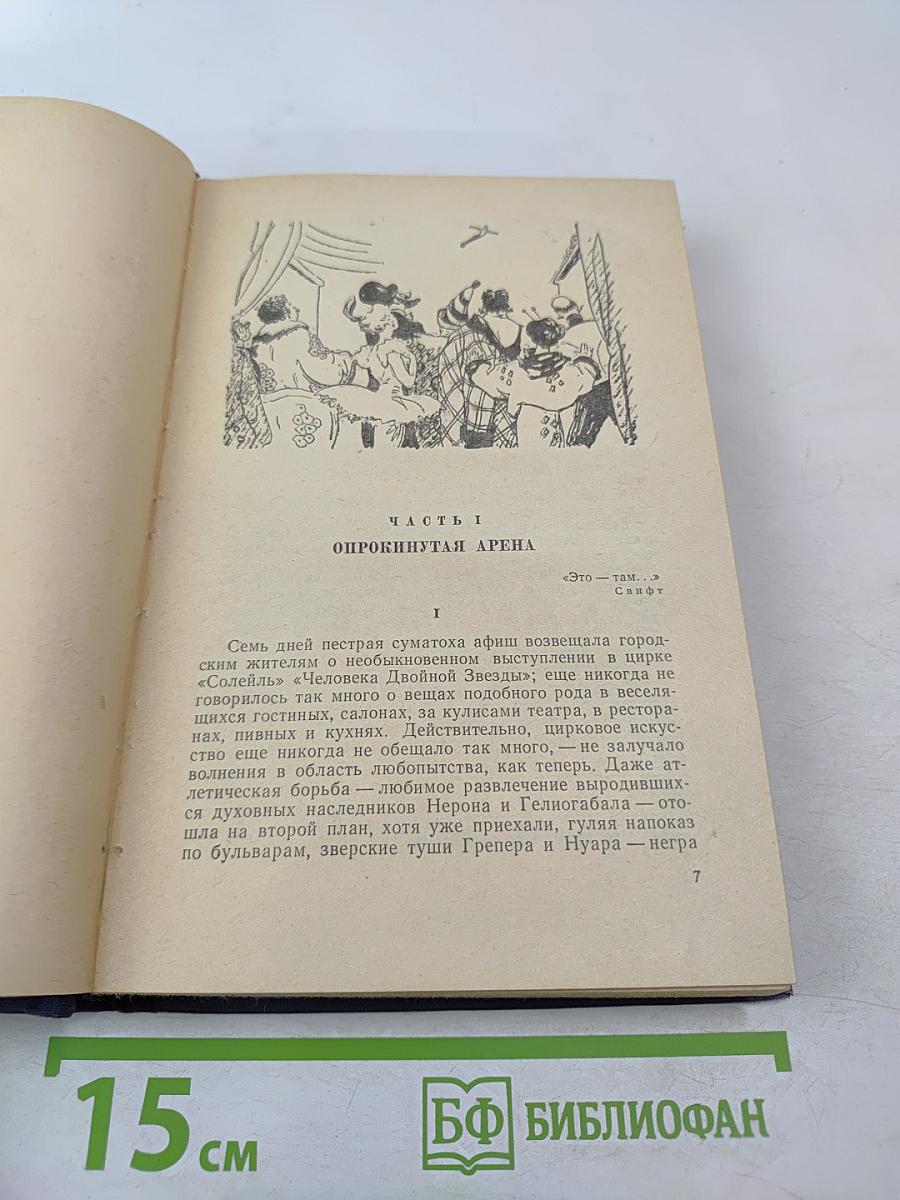 ЧАСТЬ I
ОПРОКИНУТАЯ АРЕНА
«Это — там...»
Свифт
I
Семь дней пестрая суматоха афиш возвещала город-
ским жителям о необыкновенном выступлении в цирке
«Солейль» «Человека Двойной Звезды»; еще никогда не
говорилось так много о вещах подобного рода в веселя-
щихся гостиных, салонах, за кулисами театра, в рестора-
нах, пивных и кухнях. Действительно, цирковое искус-
ство еще никогда не обещало так много, — не залучало
волнения в область любопытства, как теперь. Даже ат-
летическая борьба — любимое развлечение выродивших-
ся духовных наследников Нерона и Гелиогабала — ото-
шла на второй план, хотя уже приехали, гуляя напоказ
по бульварам, зверские туши Грепера и Нуара — негра
7
15 см
БФ БИБЛИОФАН